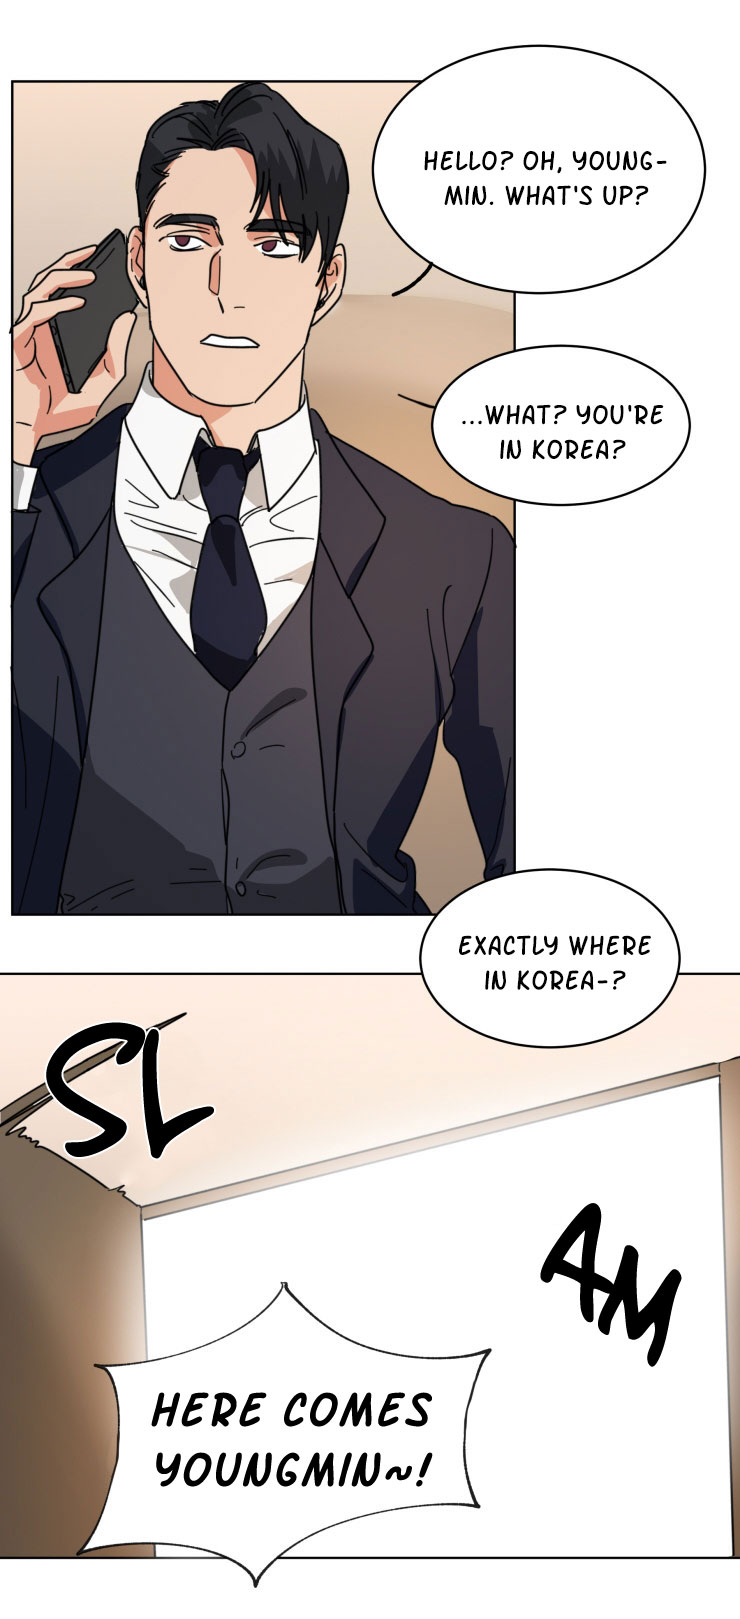 HELLO? OH, YOUNG-
MIN. WHAT'S UP?
...WHAT? YOU'RE
IN KOREA?
EXACTLY WHERE
IN KOREA-?
SL
AM
HERE COMES
YOUNGMIN~!